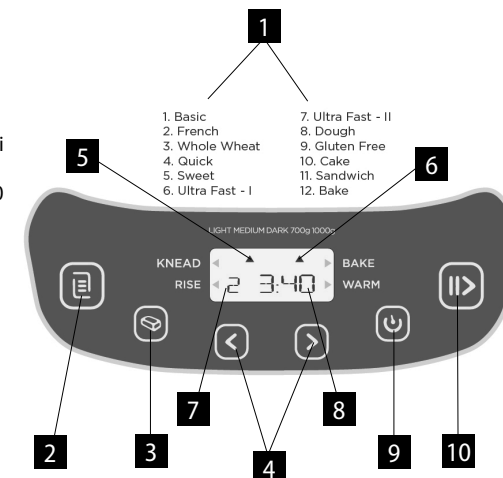 1
1. Basic
2. French
3. Whole Wheat
4. Quick
5. Sweet
6. Ultra Fast - I
7. Ultra Fast - II
8. Dough
9. Gluten Free
10. Cake
11. Sandwich
12. Bake
i
0
5
6
LIGHT MEDIUM DARK 700g 1000g
KNEAD
BAKE
RISE
2 3:40
WARM
7
8
2
3
4
9
10